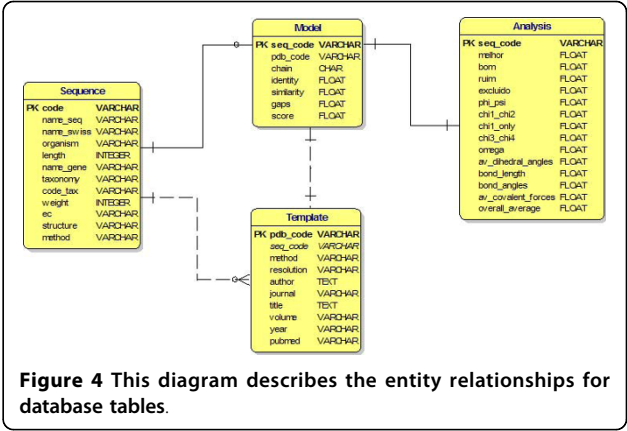 Model
PK seq_code VARCHAR
pdb_code VARCHAR
chain CHAR
identity FLOAT
similarity FLOAT
gaps FLOAT
score FLOAT
Analysis
PK seq_code VARCHAR
melhor FLOAT
bom FLOAT
ruim FLOAT
excluido FLOAT
phi_psi FLOAT
chi1_chi2 FLOAT
chi1_only FLOAT
chi3_chi4 FLOAT
omega FLOAT
av_dihedral_angles FLOAT
bond_length FLOAT
bond_angles FLOAT
av_covalent_forces FLOAT
overall_average FLOAT
Sequence
PK code VARCHAR
name_seq VARCHAR
name_swiss VARCHAR
organism VARCHAR
length INTEGER
name_gene VARCHAR
taxonomy VARCHAR
code_tax VARCHAR
weight INTEGER
ec VARCHAR
structure VARCHAR
method VARCHAR
Template
PK pdb_code VARCHAR
seq_code VARCHAR
method VARCHAR
resolution VARCHAR
author TEXT
journal VARCHAR
title TEXT
volume VARCHAR
year VARCHAR
pubmed VARCHAR
Figure 4 This diagram describes the entity relationships for
database tables.